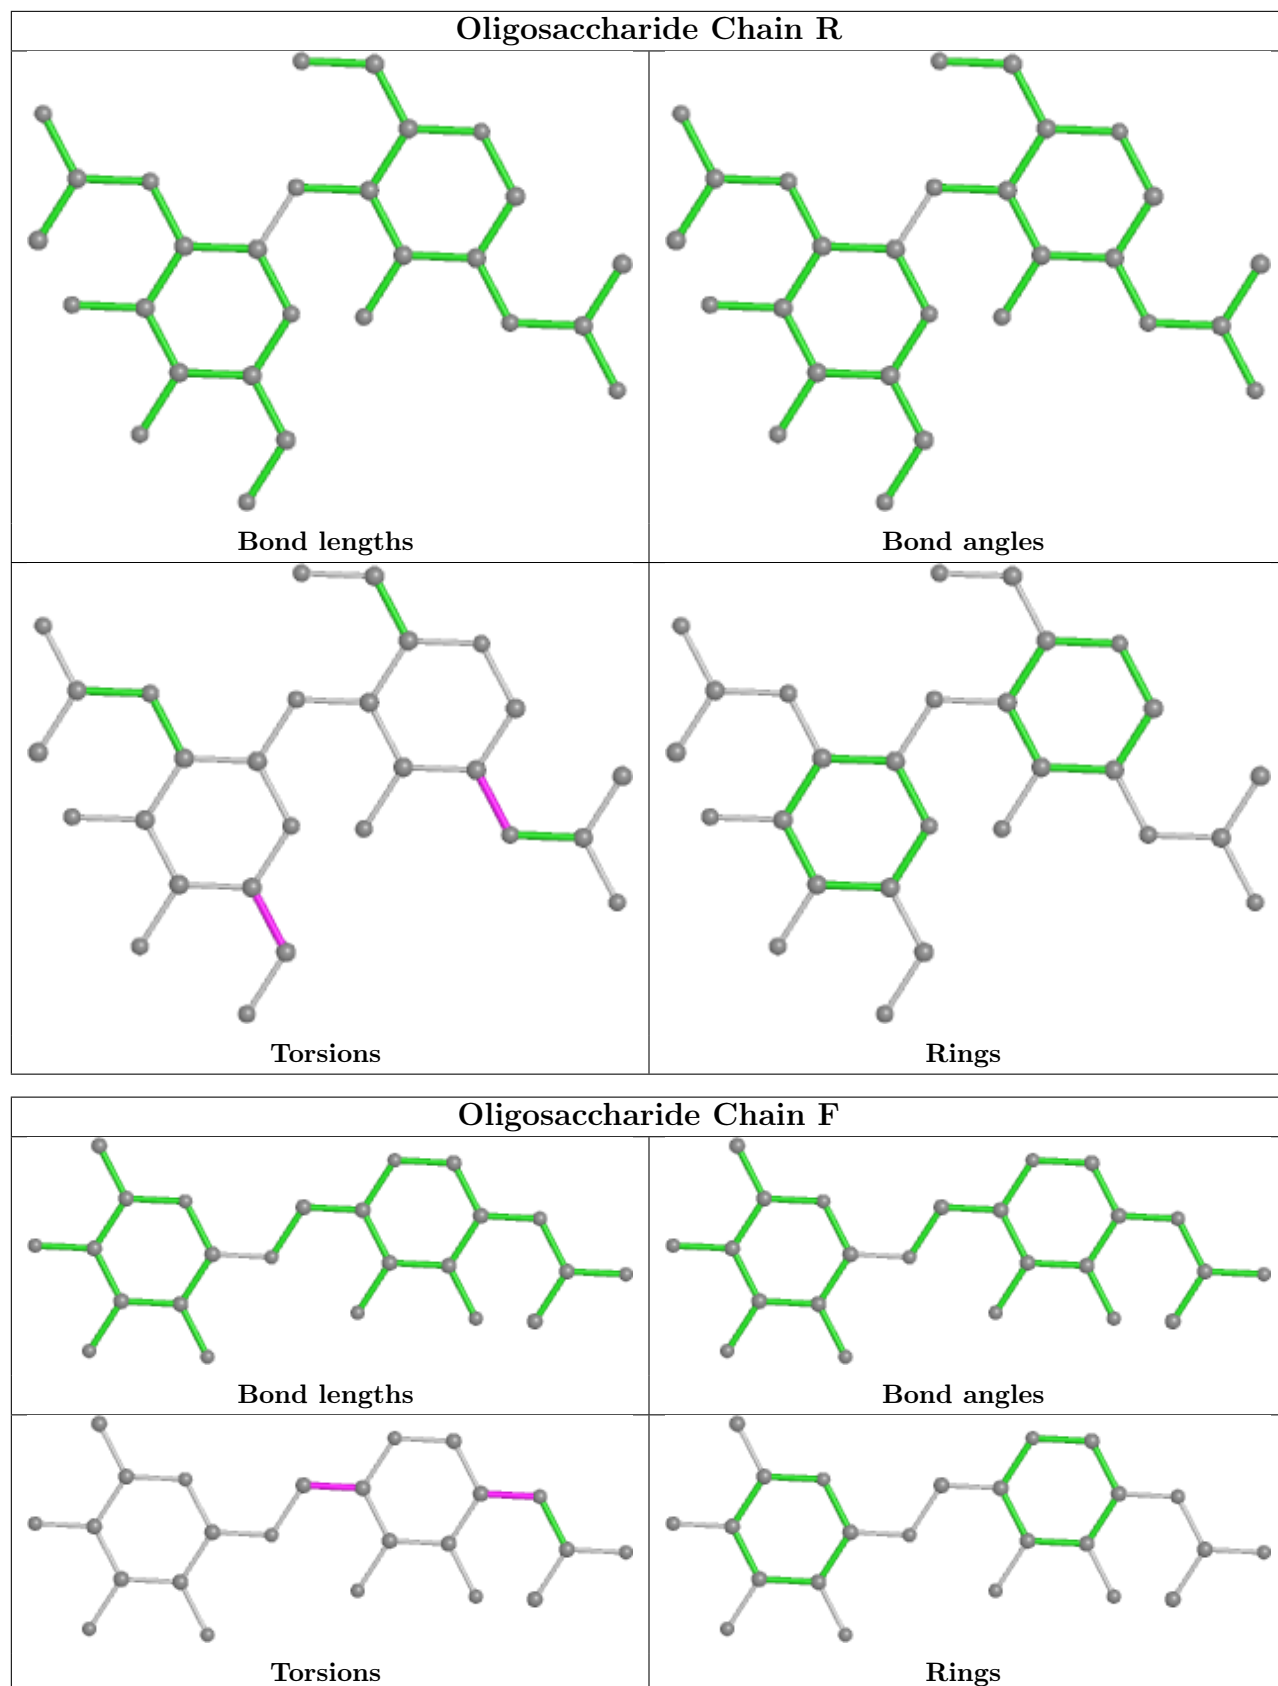 Oligosaccharide Chain R
Bond lengths
Bond angles
Torsions
Rings
Oligosaccharide Chain F
Bond lengths
Bond angles
Torsions
Rings